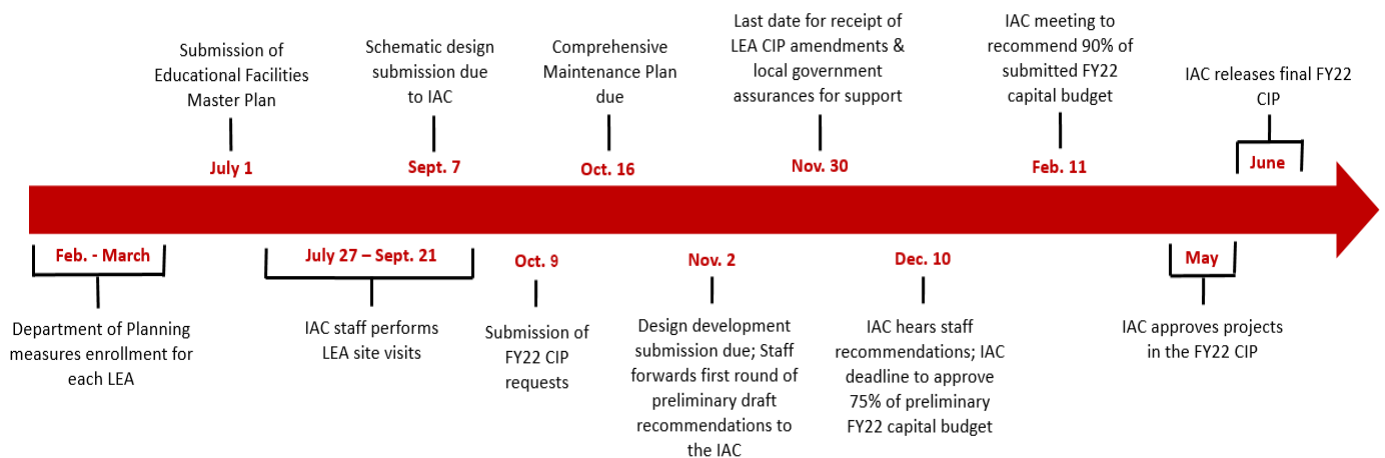 Submission of
Educational Facilities
Master Plan
July 1
Schematic design
submission due
to IAC
Sept. 7
Comprehensive
Maintenance Plan
due
Oct. 16
Last date for receipt of
LEA CIP amendments &
local government
assurances for support
Nov. 30
IAC meeting to
recommend 90% of
submitted FY22
capital budget
Feb. 11
IAC releases final FY22
CIP
June
Feb. - March
Department of Planning
measures enrollment for
each LEA
July 27 – Sept. 21
IAC staff performs
LEA site visits
Oct. 9
Submission of
FY22 CIP
requests
Nov. 2
Design development
submission due; Staff
forwards first round of
preliminary draft
recommendations to
the IAC
Dec. 10
IAC hears staff
recommendations; IAC
deadline to approve
75% of preliminary
FY22 capital budget
May
IAC approves projects
in the FY22 CIP